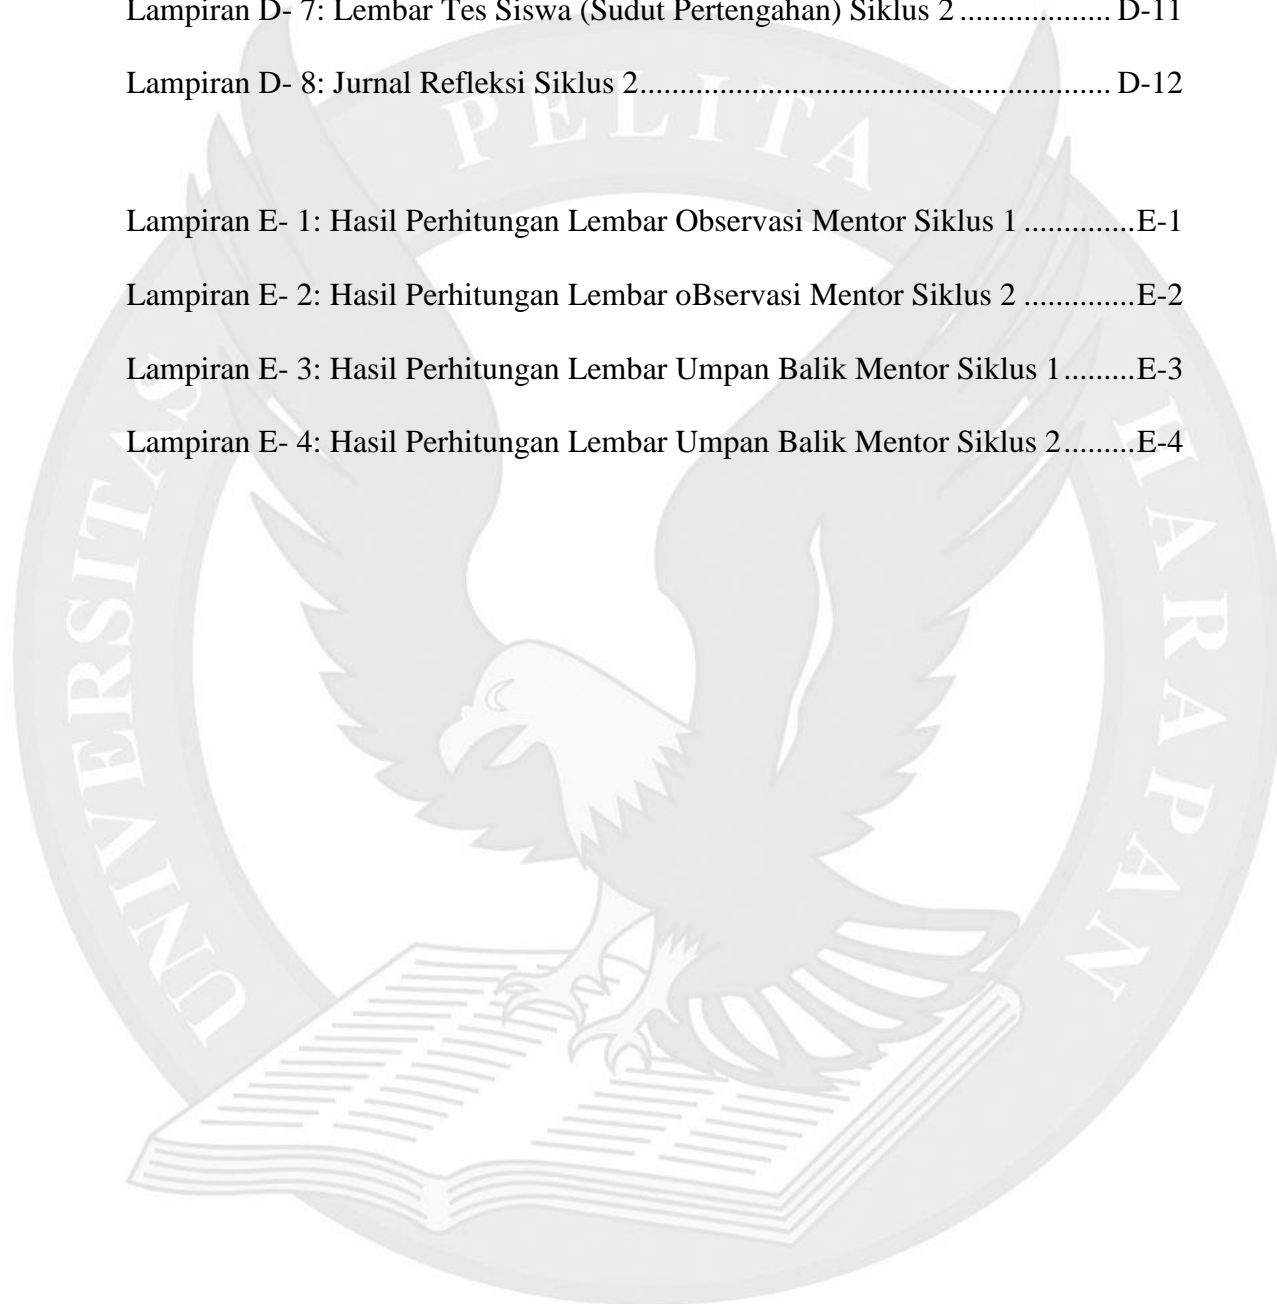 Lampiran D- 7: Lembar Tes Siswa (Sudut Pertengahan) Siklus 2 ................... D-11
Lampiran D- 8: Jurnal Refleksi Siklus 2............................................................ D-12
PELITA
Lampiran E- 1: Hasil Perhitungan Lembar Observasi Mentor Siklus 1 ..............E-1
Lampiran E- 2: Hasil Perhitungan Lembar oBservasi Mentor Siklus 2 ..............E-2
Lampiran E- 3: Hasil Perhitungan Lembar Umpan Balik Mentor Siklus 1.........E-3
Lampiran E- 4: Hasil Perhitungan Lembar Umpan Balik Mentor Siklus 2.........E-4
UNIVERSITAS
HARAPAN